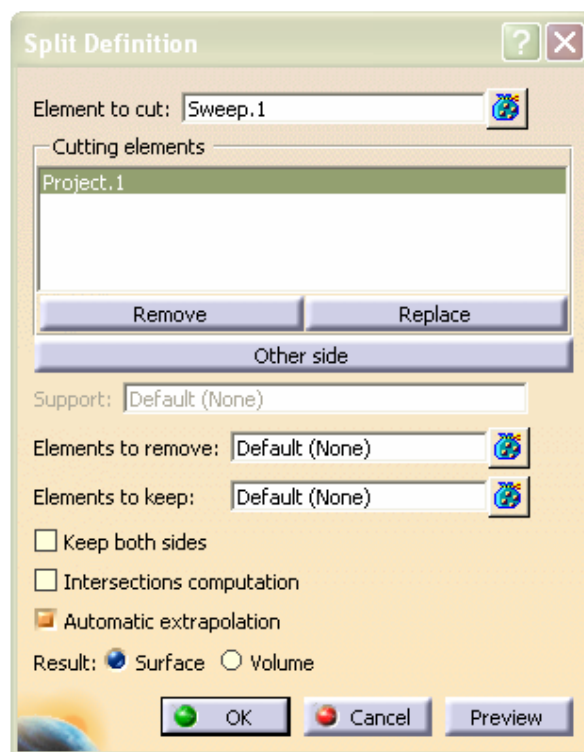 Split Definition
Element to cut: Sweep.1
Cutting elements
Project.1
Remove Replace
Other side
Support: Default (None)
Elements to remove: Default (None)
Elements to keep: Default (None)
Keep both sides
Intersections computation
Automatic extrapolation
Result: Surface Volume
OK Cancel Preview